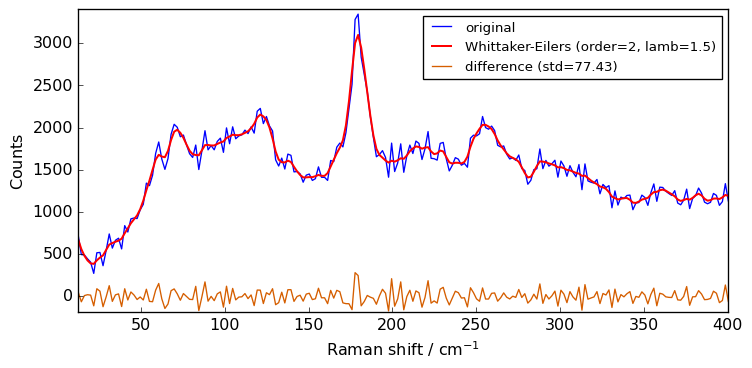 original
Whittaker-Eilers (order=2, lamb=1.5)
difference (std=77.43)
Counts
3000
2500
2000
1500
1000
500
0
50 100 150 200 250 300 350 400
Raman shift / cm⁻¹